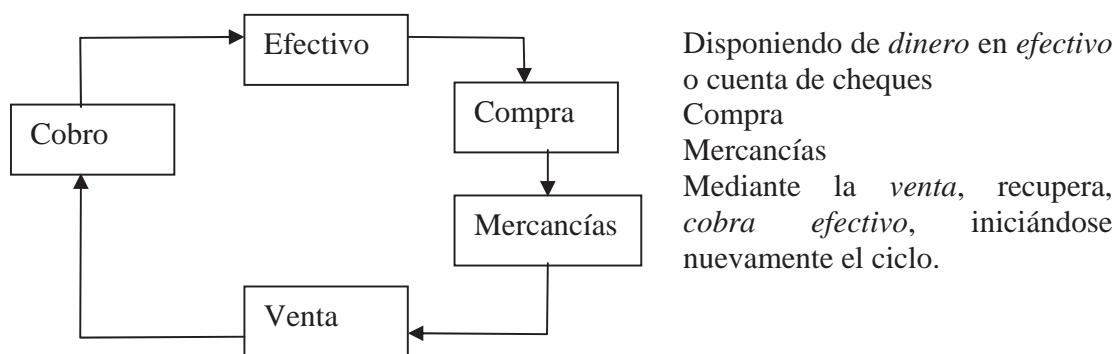 Efectivo
Compra
Cobro
Mercancías
Venta
Disponiendo de dinero en efectivo
o cuenta de cheques
Compra
Mercancías
Mediante la venta, recupera,
cobra efectivo, iniciándose
nuevamente el ciclo.